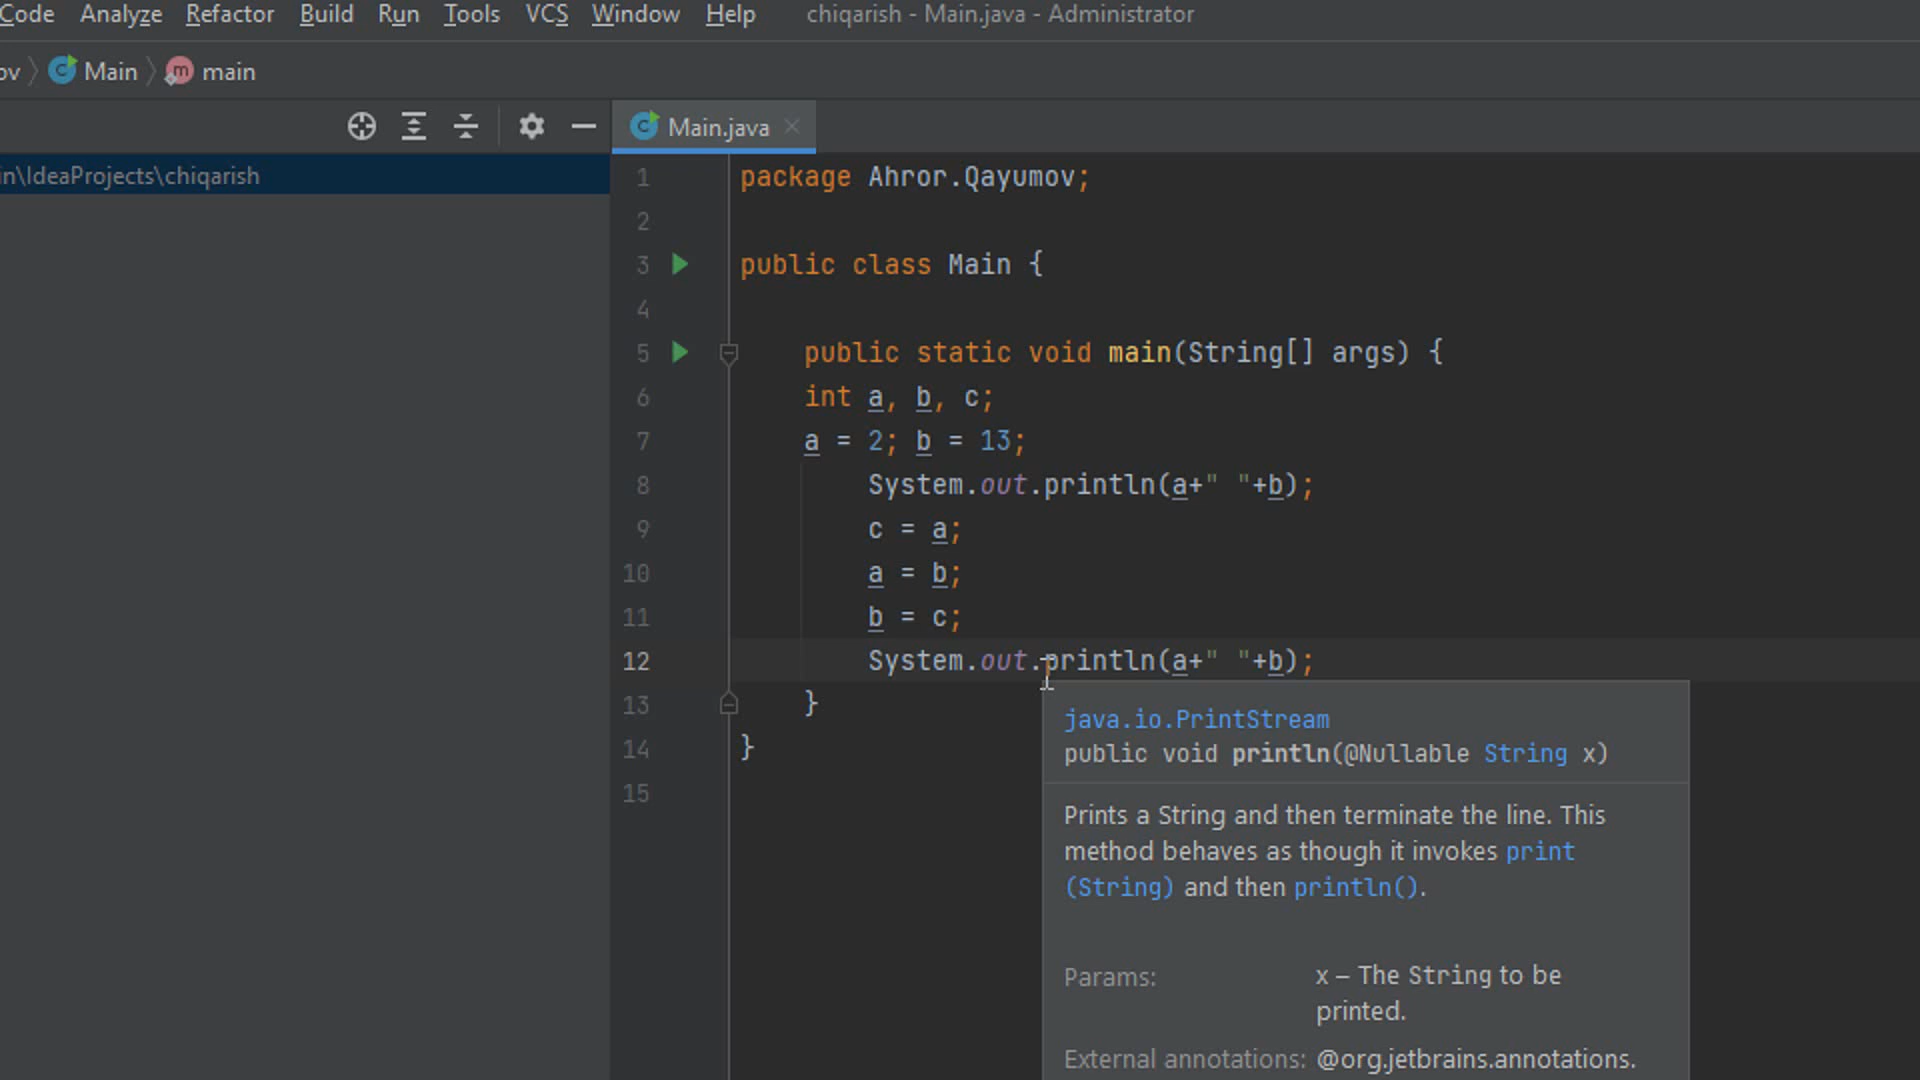 Code Analyze Refactor Build Run Tools VCS Window Help chiqarish - Main.java - Administrator
ov Main main
Main.java
in\IdeaProjects\chiqarish
1 package Ahror.Qayumov;
2
3 public class Main {
4
5 public static void main(String[] args) {
6 int a, b, c;
7 a = 2; b = 13;
8 System.out.println(a+" "+b);
9 c = a;
10 a = b;
11 b = c;
12 System.out.println(a+" "+b);
13 }
14 }
15
java.io.PrintStream
public void println(@Nullable String x)
Prints a String and then terminate the line. This
method behaves as though it invokes print
(String) and then println().
Params: x – The String to be
printed.
External annotations: @org.jetbrains.annotations.